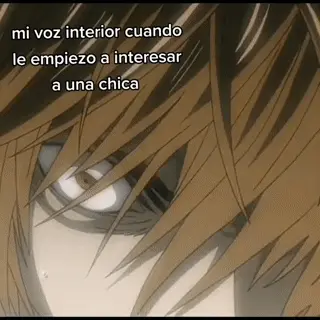 mi voz interior cuando
le empiezo a interesar
a una chica